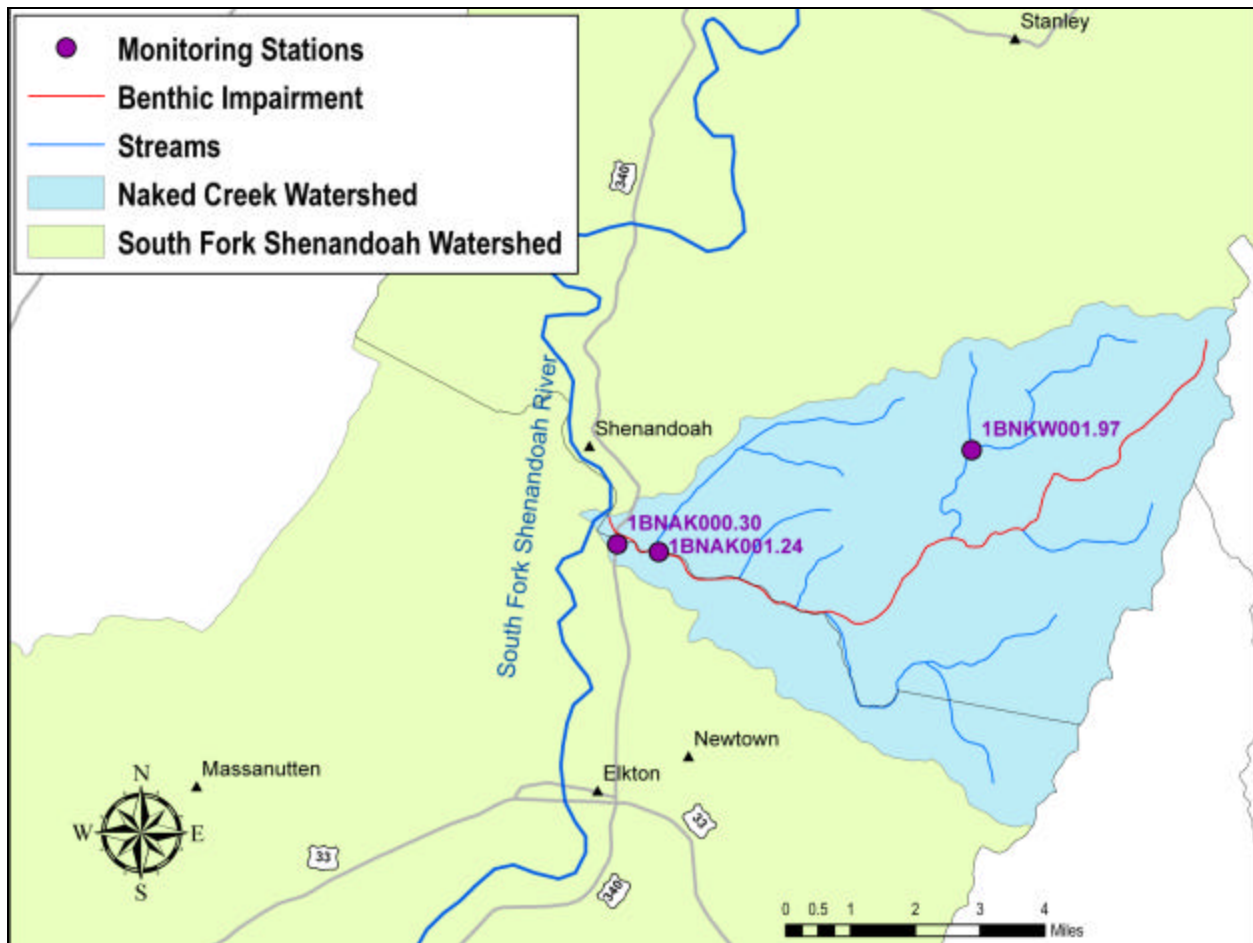 Monitoring Stations
Benthic Impairment
Streams
Naked Creek Watershed
South Fork Shenandoah Watershed
Stanley
340
South Fork Shenandoah River
Shenandoah
1BNKW001.97
1BNAK000.30
1BNAK001.24
Newtown
Massanutten
Elkton
N
W E
S
33
33
340
0 0.5 1 2 3 4
Miles